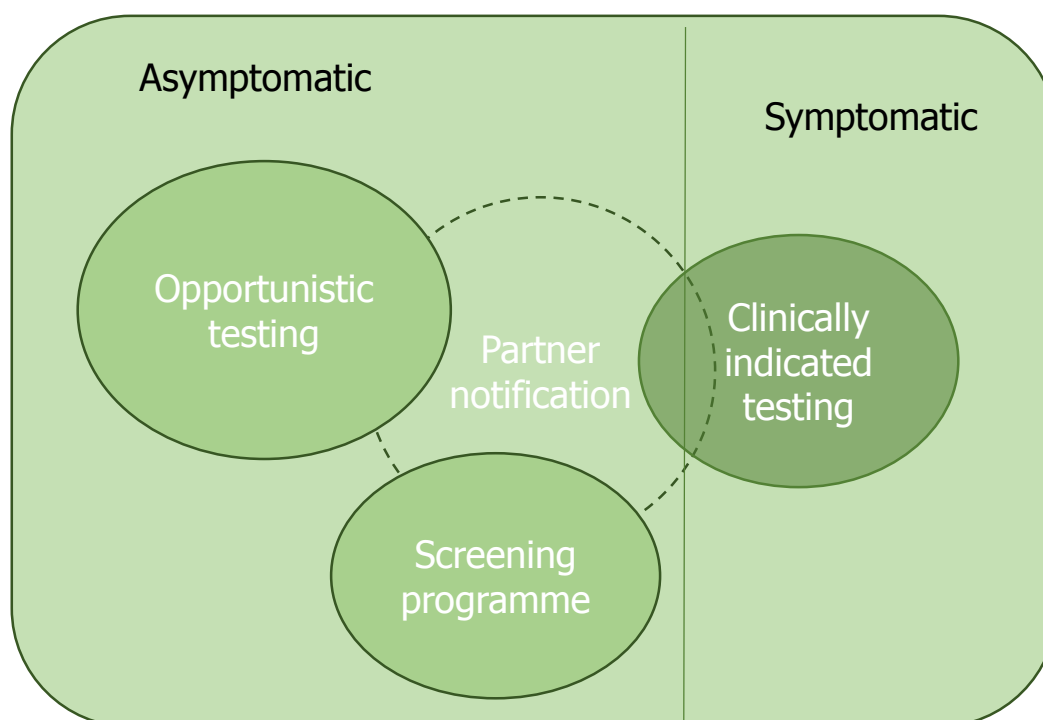 Asymptomatic
Symptomatic
Opportunistic
testing
Partner
notification
Clinically
indicated
testing
Screening
programme